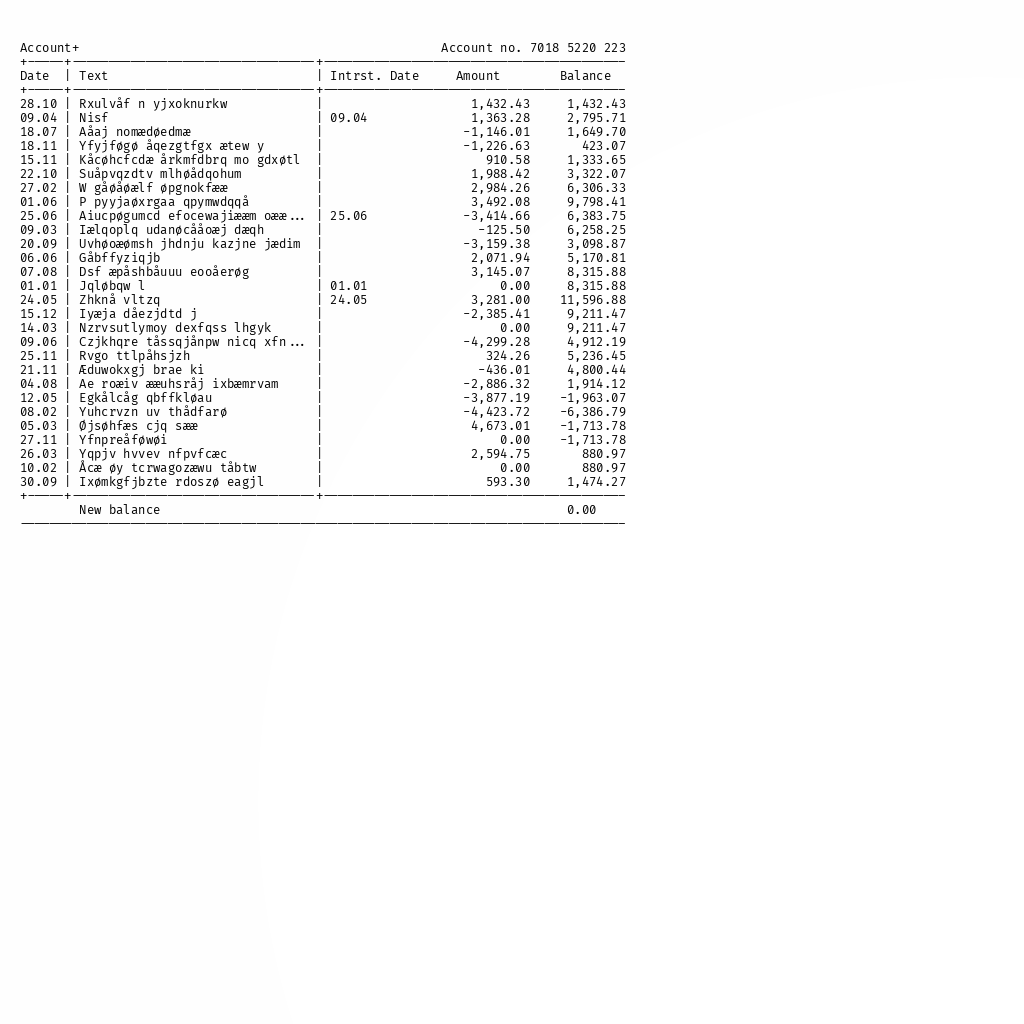 Account+ Account no. 7018 5220 223
Date | Text | Intrst. Date Amount Balance
28.10 | Rxulvåf n yjxoknurkw | 1,432.43 1,432.43
09.04 | Nisf | 09.04 1,363.28 2,795.71
18.07 | Aåaj nomædøedmæ | -1,146.01 1,649.70
18.11 | Yfyjføgø åqezgtfgx ætew y | -1,226.63 423.07
15.11 | Kåcøhcfcdæ årkmfdbrq mo gdxøtl | 910.58 1,333.65
22.10 | Suåpvqzdtv mlhøådqohum | 1,988.42 3,322.07
27.02 | W gåøåøælf øpgnokfææ | 2,984.26 6,306.33
01.06 | P pyyjaøxrgaa qpymwdqqå | 3,492.08 9,798.41
25.06 | Aiucpøgumcd efocewajiææm oææ... | 25.06 -3,414.66 6,383.75
09.03 | Iælqoplq udanøcååoæj dæqh | -125.50 6,258.25
20.09 | Uvhøoæømsh jhdnju kazjne jædim | -3,159.38 3,098.87
06.06 | Gåbffyziqjb | 2,071.94 5,170.81
07.08 | Dsf æpåshbåuuu eooåerøg | 3,145.07 8,315.88
01.01 | Jqløbqw l | 01.01 0.00 8,315.88
24.05 | Zhknå vltzq | 24.05 3,281.00 11,596.88
15.12 | Iyæja dåezjdtd j | -2,385.41 9,211.47
14.03 | Nzrvsutlymoy dexfqss lhgyk | 0.00 9,211.47
09.06 | Czjkhqre tåssqjånpw nicq xfn... | -4,299.28 4,912.19
25.11 | Rvgo ttlpåhsjzh | 324.26 5,236.45
21.11 | Æduwokxgj brae ki | -436.01 4,800.44
04.08 | Ae roæiv ææuhsråj ixbæmrvam | -2,886.32 1,914.12
12.05 | Egkålcåg qbffkløau | -3,877.19 -1,963.07
08.02 | Yuhcrvzn uv thådfarø | -4,423.72 -6,386.79
05.03 | Øjsøhfæs cjq sææ | 4,673.01 -1,713.78
27.11 | Yfnpreåføwøi | 0.00 -1,713.78
26.03 | Yqpjv hvvev nfpvfcæc | 2,594.75 880.97
10.02 | Åcæ øy tcrwagozæwu tåbtw | 0.00 880.97
30.09 | Ixømkgfjbzte rdoszø eagjl | 593.30 1,474.27
New balance 0.00